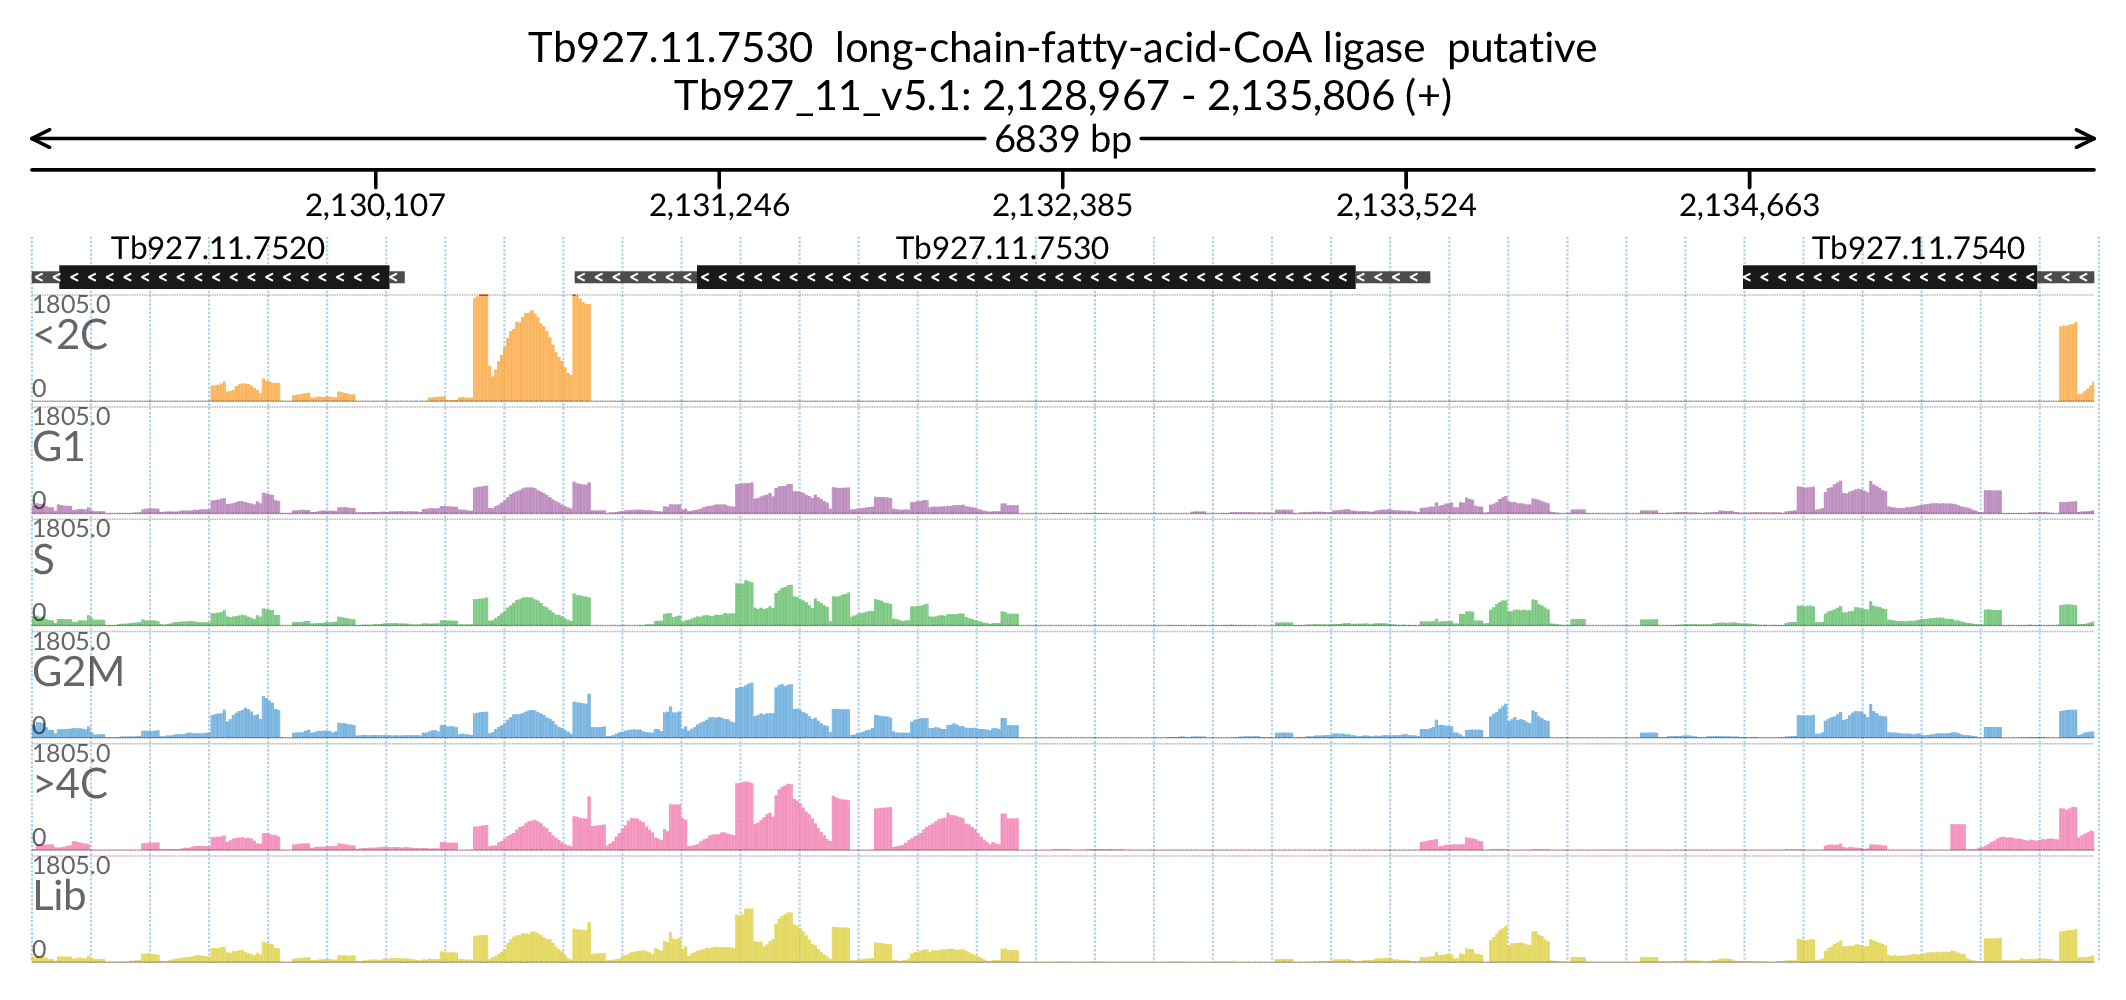 Tb927.11.7530 long-chain-fatty-acid-CoA ligase putative
Tb927_11_v5.1: 2,128,967 - 2,135,806 (+)
6839 bp
2,130,107 2,131,246 2,132,385 2,133,524 2,134,663
Tb927.11.7520 Tb927.11.7530 Tb927.11.7540
1805.0
<2C
0
1805.0
G1
0
1805.0
S
0
1805.0
G2M
0
1805.0
>4C
0
1805.0
Lib
0